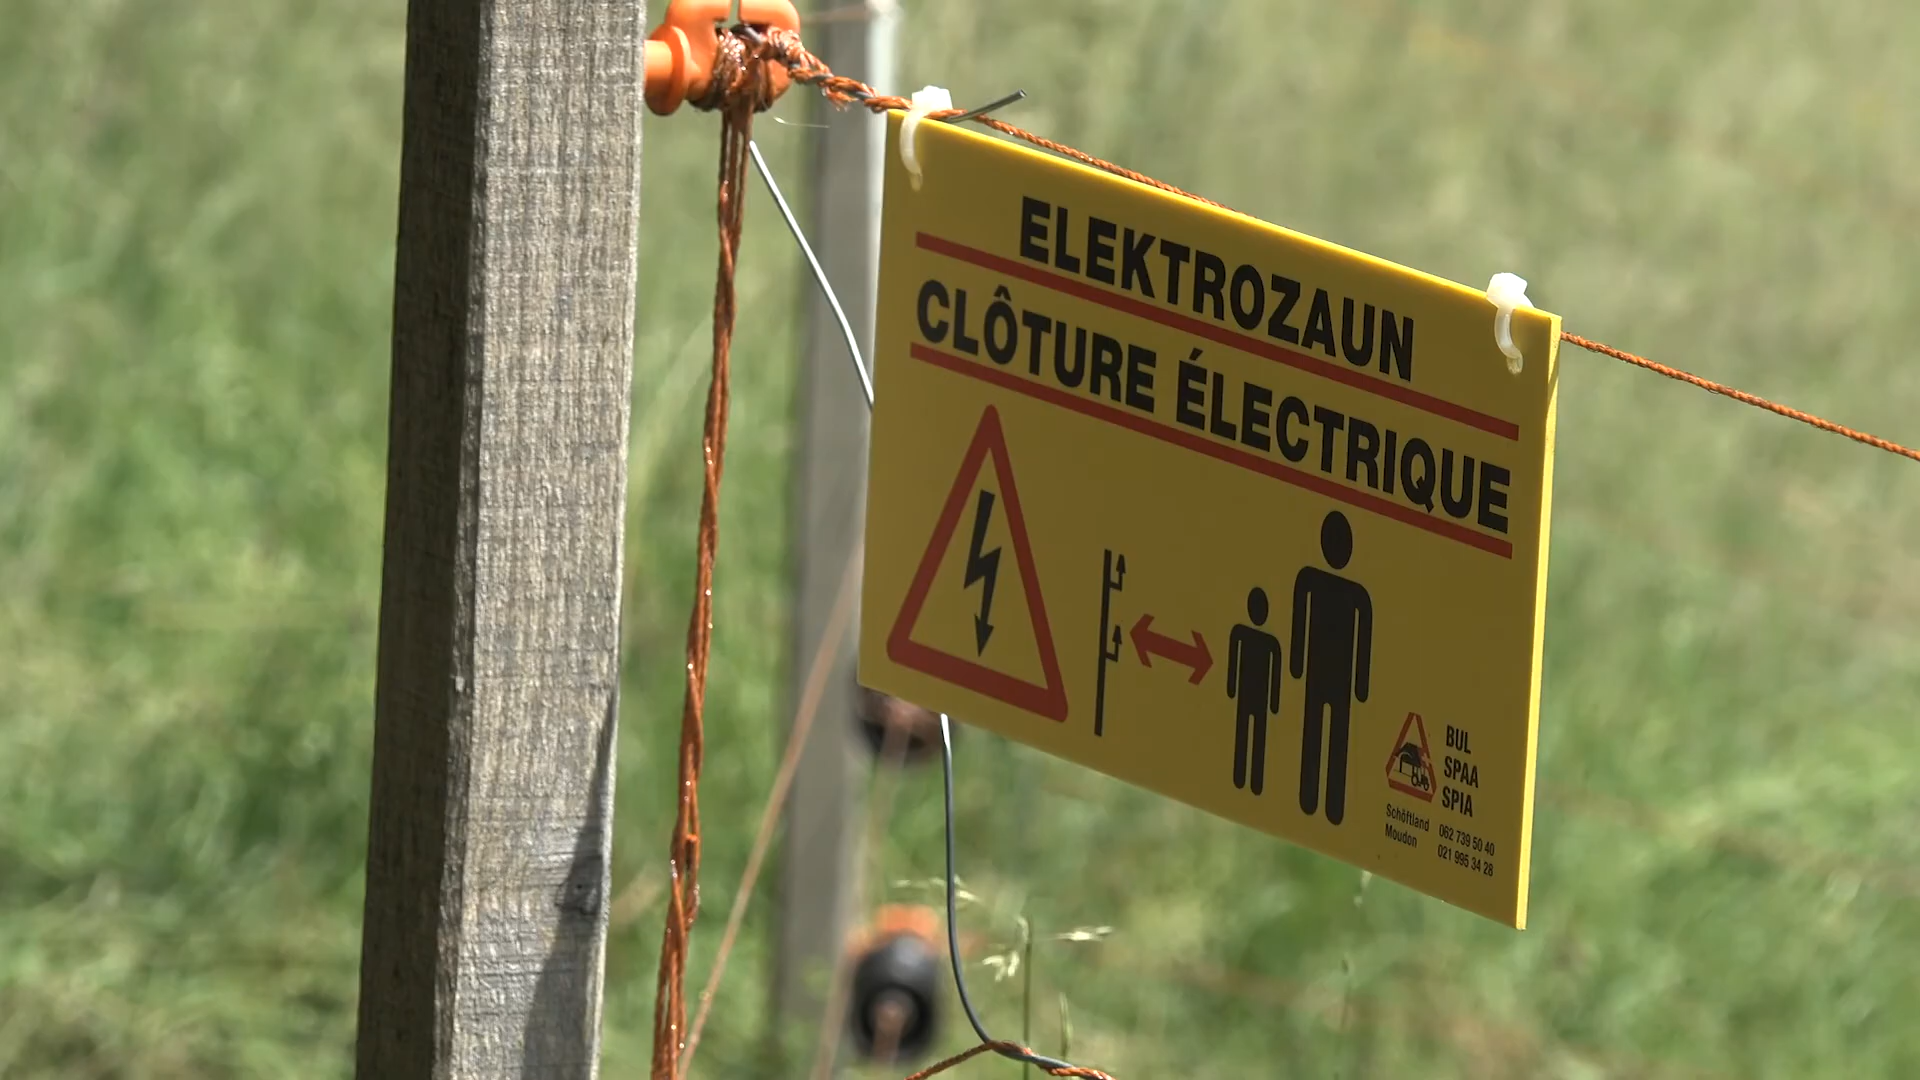 ELEKTROZAUN
CLÔTURE ÉLECTRIQUE
BUL
SPAA
SPIA
Schöftland 062 739 50 40
Moudon 021 995 34 28